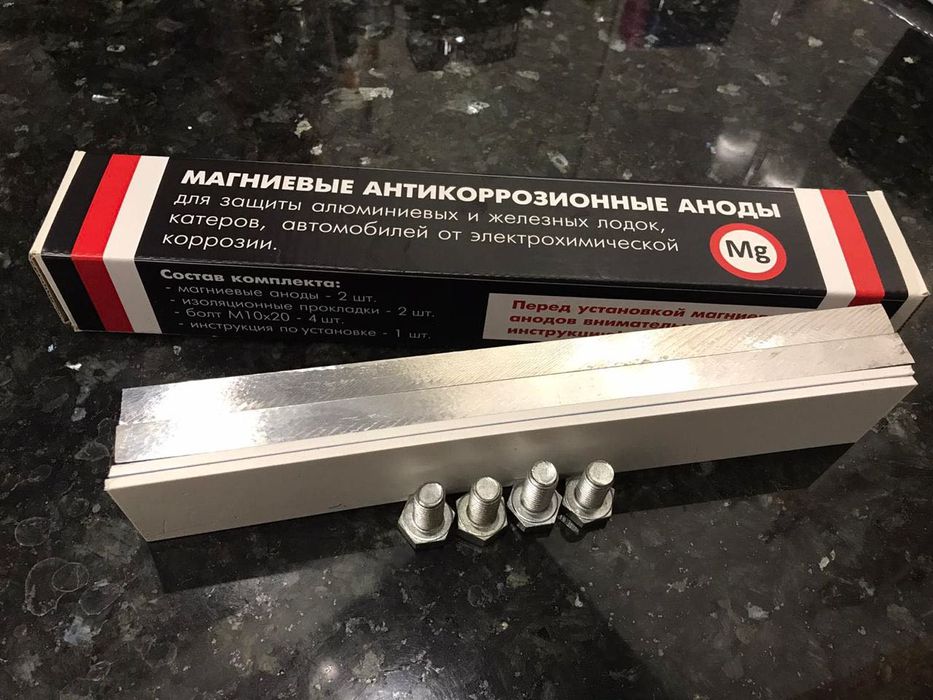 МАГНИЕВЫЕ АНТИКОРРОЗИОННЫЕ АНОДЫ
для защиты алюминиевых и железных лодок,
катеров, автомобилей от электрохимической
коррозии.
Mg
Состав комплекта:
- магниевые аноды - 2 шт.
- изоляционные прокладки - 2 шт.
- болт М10х20 - 4 шт.
- инструкция по установке - 1 шт.
Перед установкой
анодов